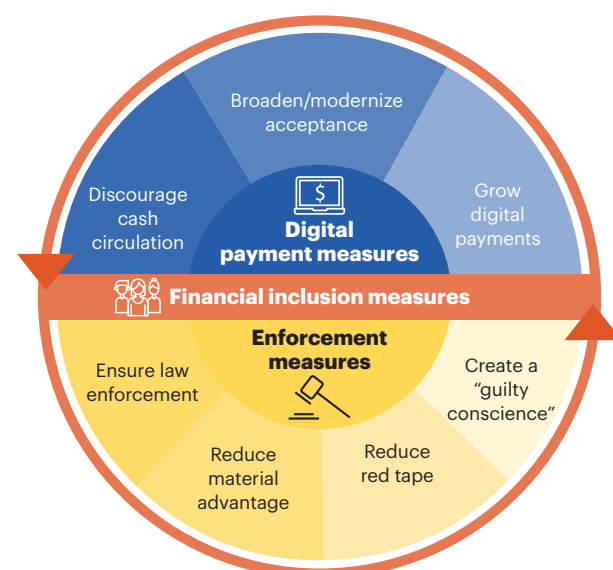 Broaden/modernize
acceptance
Discourage
cash
circulation
Grow
digital
payments
$
Digital
payment measures
Financial inclusion measures
Enforcement
measures
Ensure law
enforcement
Reduce
material
advantage
Reduce
red tape
Create a
“guilty
conscience”